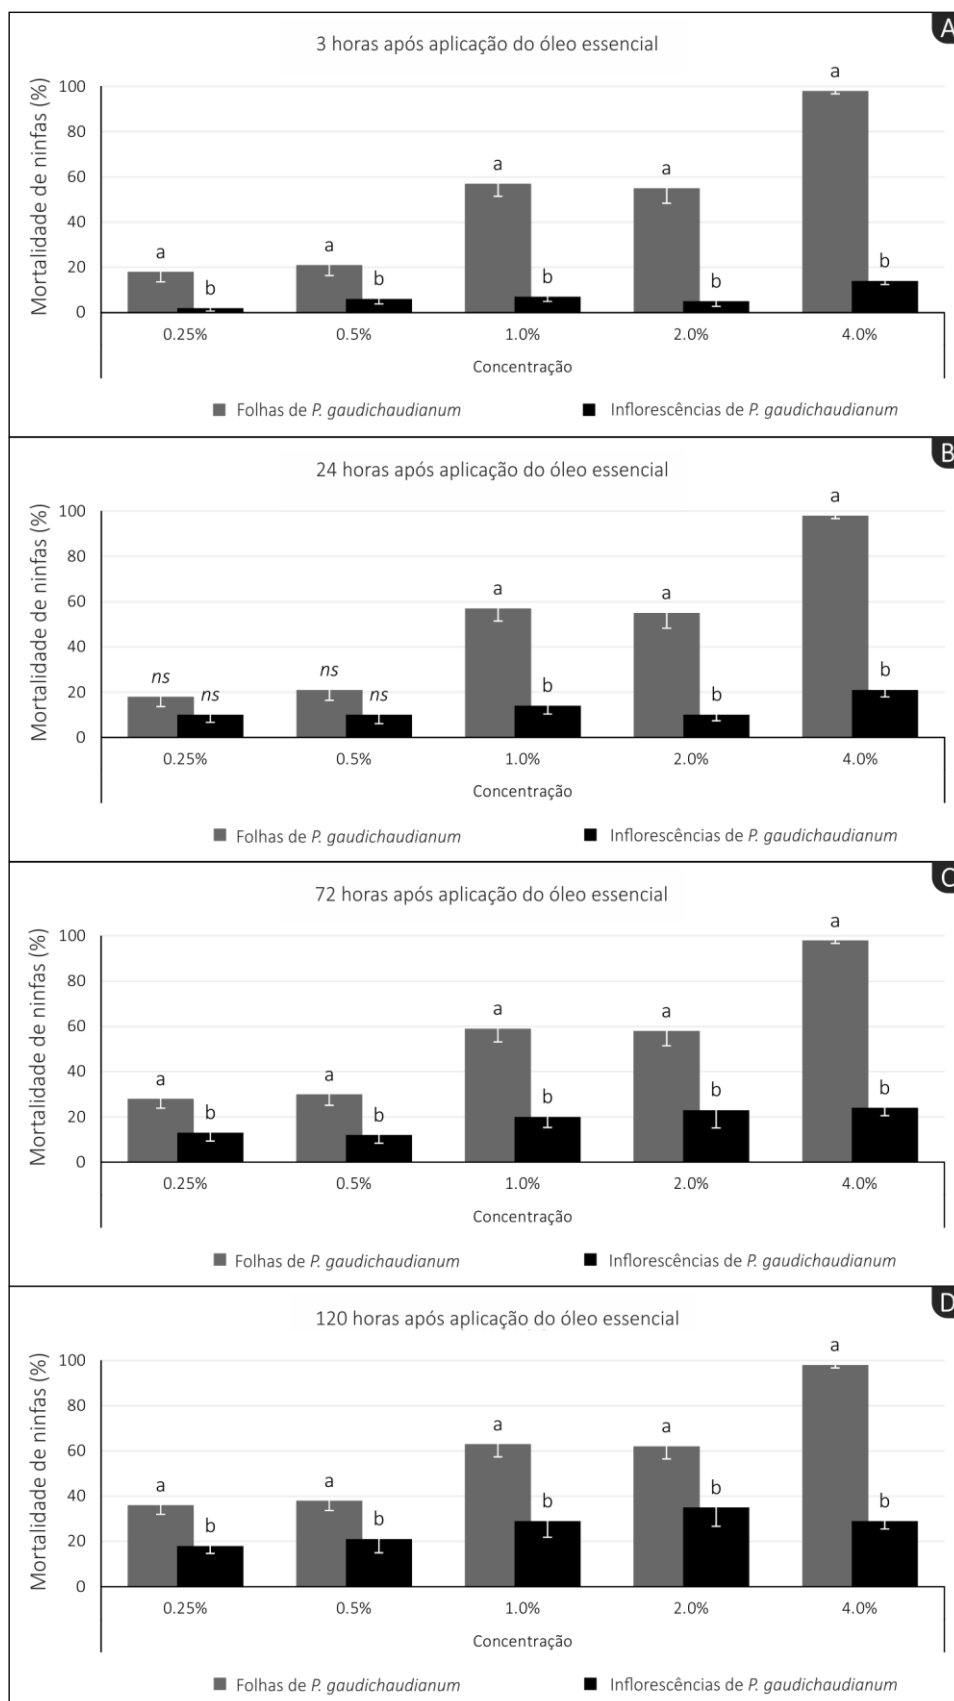 A
3 horas após aplicação do óleo essencial
Mortalidade de ninfas (%)
100
80
60
40
20
0
a
b
a
b
a
b
a
b
a
b
0.25% 0.5% 1.0% 2.0% 4.0%
Concentração
Folhas de P. gaudichaudianum Inflorescências de P. gaudichaudianum
B
24 horas após aplicação do óleo essencial
Mortalidade de ninfas (%)
100
80
60
40
20
0
ns
ns
ns
ns
a
b
a
b
a
b
0.25% 0.5% 1.0% 2.0% 4.0%
Concentração
Folhas de P. gaudichaudianum Inflorescências de P. gaudichaudianum
C
72 horas após aplicação do óleo essencial
Mortalidade de ninfas (%)
100
80
60
40
20
0
a
b
a
b
a
b
a
b
a
b
0.25% 0.5% 1.0% 2.0% 4.0%
Concentração
Folhas de P. gaudichaudianum Inflorescências de P. gaudichaudianum
D
120 horas após aplicação do óleo essencial
Mortalidade de ninfas (%)
100
80
60
40
20
0
a
b
a
b
a
b
a
b
a
b
0.25% 0.5% 1.0% 2.0% 4.0%
Concentração
Folhas de P. gaudichaudianum Inflorescências de P. gaudichaudianum